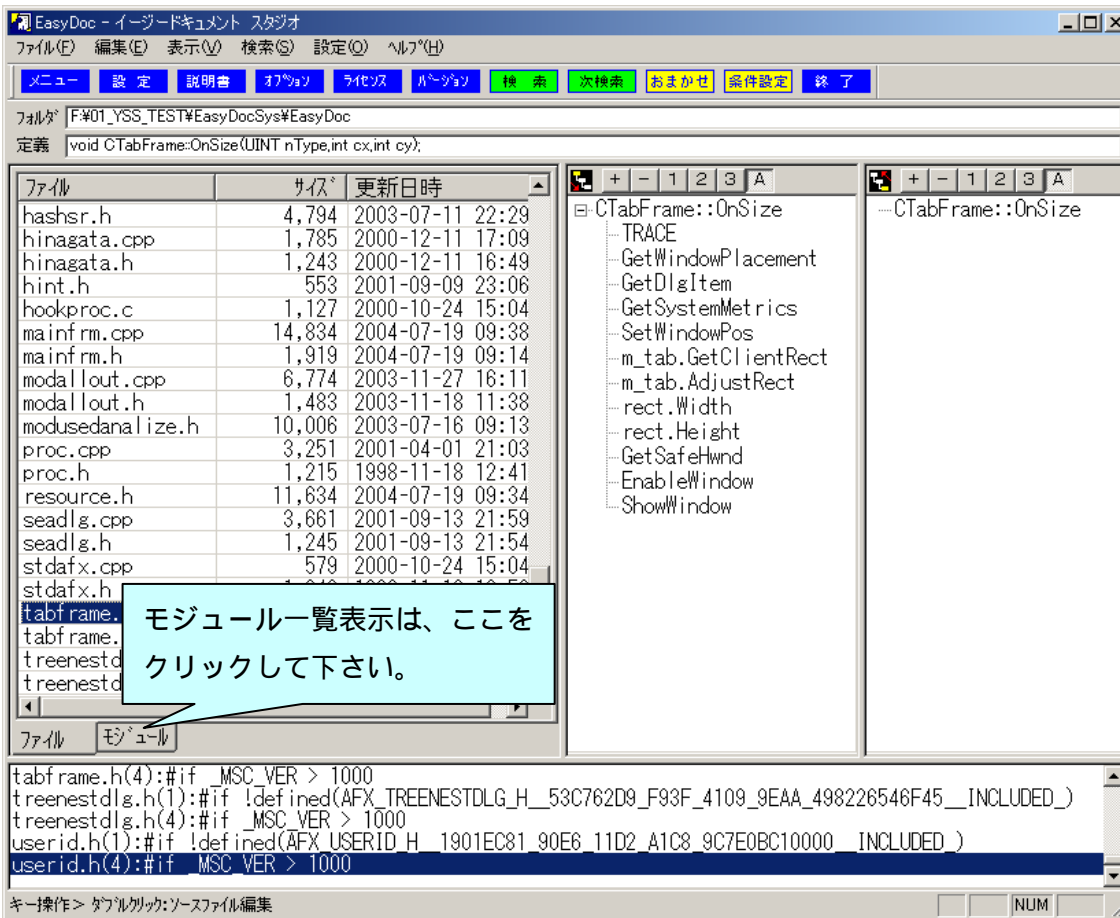 EasyDoc - イージードキュメント スタジオ
ファイル(F) 編集(E) 表示(V) 検索(S) 設定(O) ヘルプ(H)
メニュー 設 定 説明書 オプション ライセンス バージョン 検 索 次検索 おまかせ 条件設定 終 了
フォルダ F:¥01_YSS_TEST¥EasyDocSys¥EasyDoc
定義 void CTabFrame::OnSize(UINT nType,int cx,int cy);
ファイル サイズ 更新日時
hashsr.h 4,794 2003-07-11 22:29
hinagata.cpp 1,785 2000-12-11 17:09
hinagata.h 1,243 2000-12-11 16:49
hint.h 553 2001-09-09 23:06
hookproc.c 1,127 2000-10-24 15:04
mainfrm.cpp 14,834 2004-07-19 09:38
mainfrm.h 1,919 2004-07-19 09:14
modallout.cpp 6,774 2003-11-27 16:11
modallout.h 1,483 2003-11-18 11:38
modusedanalize.h 10,006 2003-07-16 09:13
proc.cpp 3,251 2001-04-01 21:03
proc.h 1,215 1998-11-18 12:41
resource.h 11,634 2004-07-19 09:34
seadlg.cpp 3,661 2001-09-13 21:59
seadlg.h 1,245 2001-09-13 21:54
stdafx.cpp 579 2000-10-24 15:04
stdafx.h
tabframe.
tabframe.
treenestd
treenestd
モジュール一覧表示は、ここを
クリックして下さい。
ファイル モジュール
+ - 1 2 3 A
CTabFrame::OnSize
TRACE
GetWindowPlacement
GetDlgItem
GetSystemMetrics
SetWindowPos
m_tab.GetClientRect
m_tab.AdjustRect
rect.Width
rect.Height
GetSafeHwnd
EnableWindow
ShowWindow
+ - 1 2 3 A
CTabFrame::OnSize
tabframe.h(4):#if _MSC_VER > 1000
treenestdlg.h(1):#if !defined(AFX_TREENESTDLG_H__53C762D9_F93F_4109_9EAA_498226546F45__INCLUDED_)
treenestdlg.h(4):#if _MSC_VER > 1000
userid.h(1):#if !defined(AFX_USERID_H__1901EC81_90E6_11D2_A1C8_9C7E0BC10000__INCLUDED_)
userid.h(4):#if _MSC_VER > 1000
キー操作> ダブルクリック:ソースファイル編集
NUM